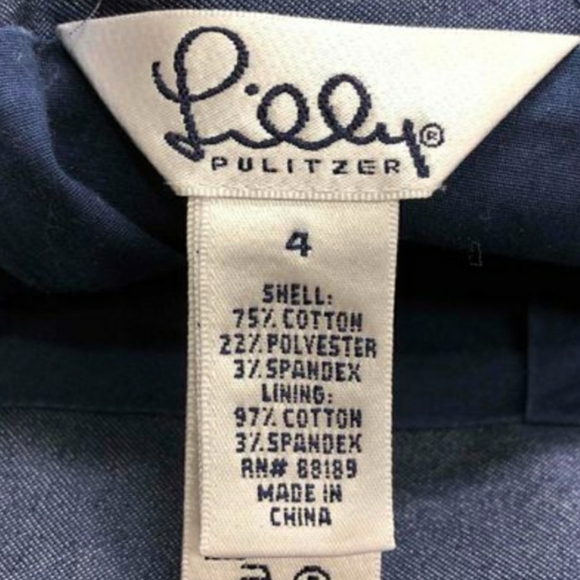 Lilly®
PULITZER
4
SHELL:
75% COTTON
22% POLYESTER
3% SPANDEX
LINING:
97% COTTON
3% SPANDEX
RN# 88189
MADE IN
CHINA